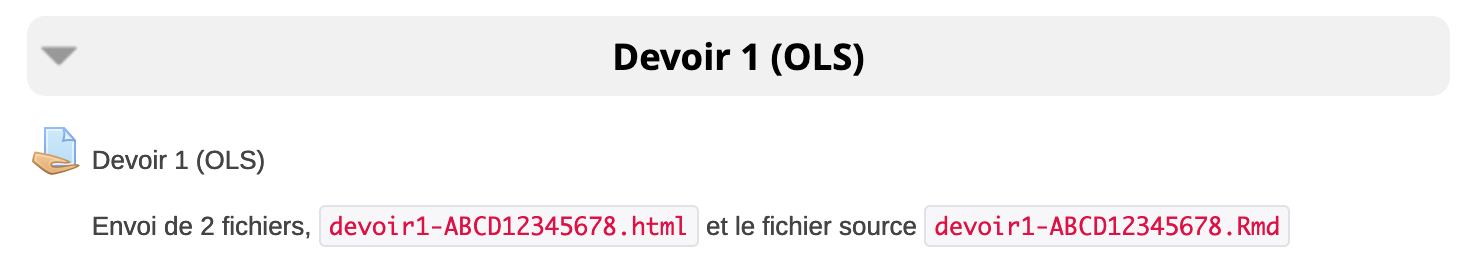 Devoir 1 (OLS)
Devoir 1 (OLS)
Envoi de 2 fichiers, devoir1-ABCD12345678.html et le fichier source devoir1-ABCD12345678.Rmd